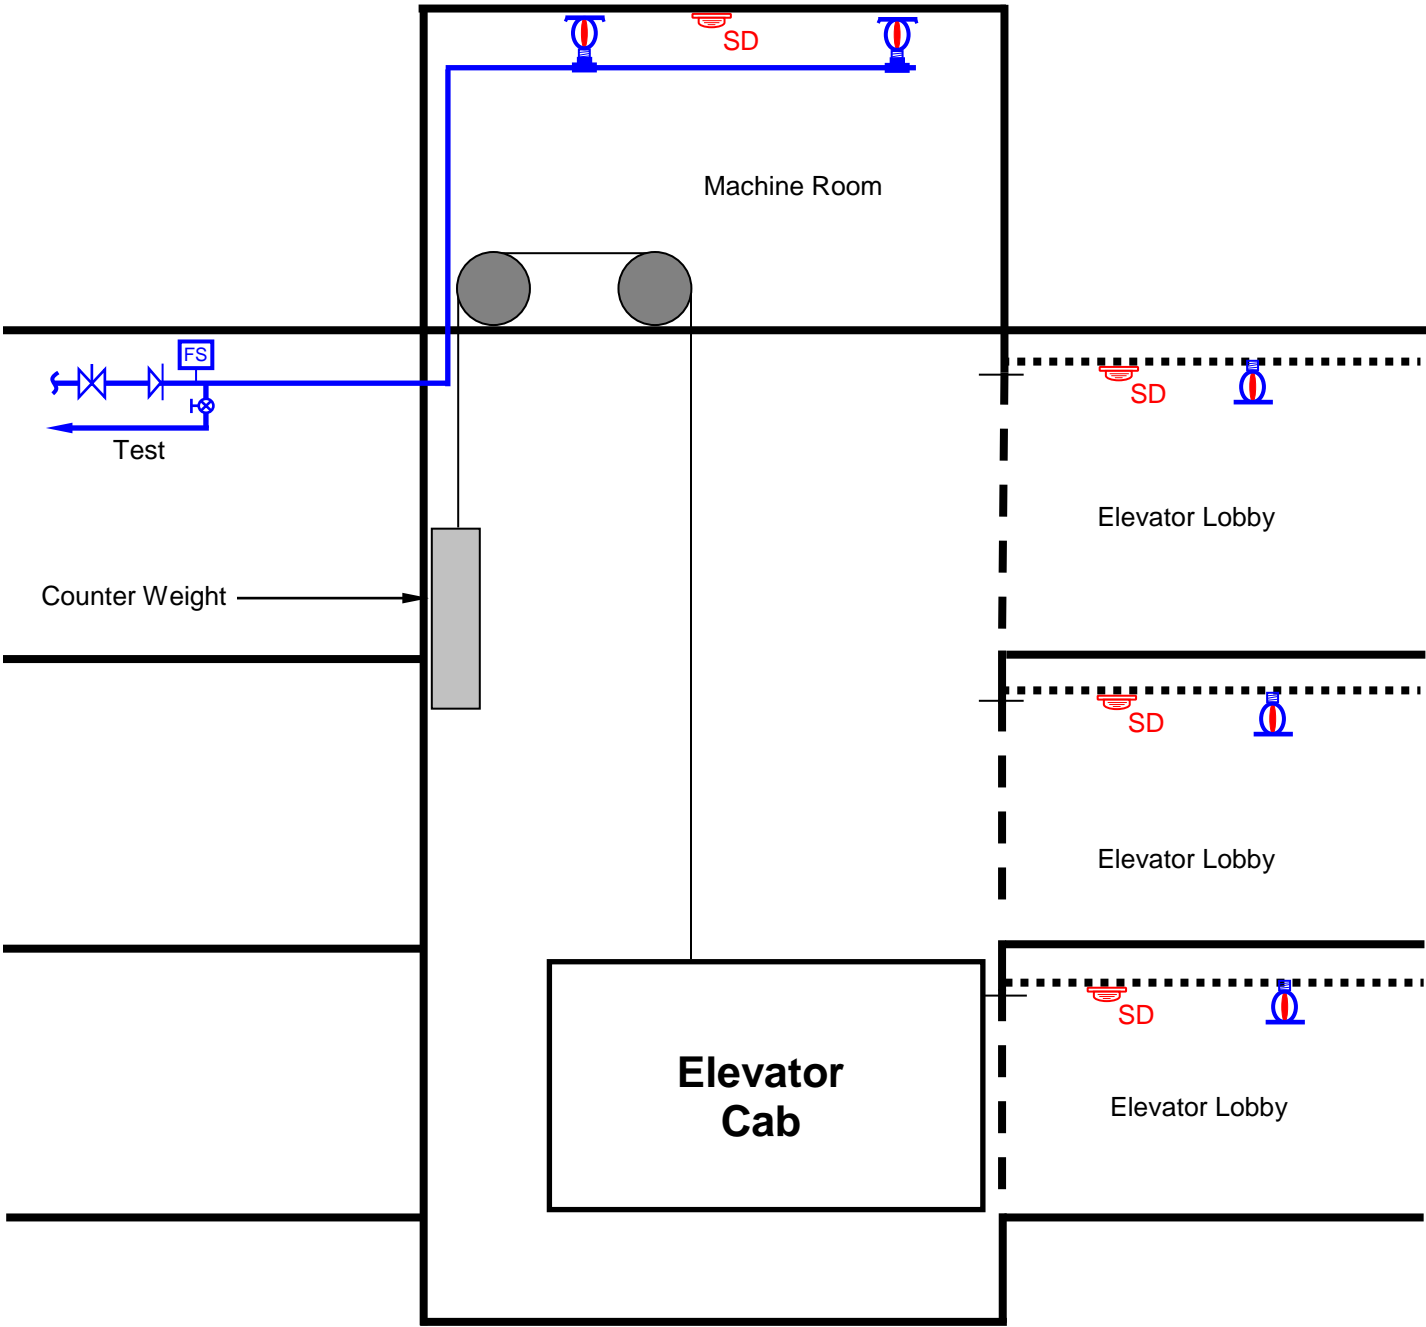 SD
Machine Room
FS
SD
Test
Elevator Lobby
Counter Weight
SD
Elevator Lobby
SD
Elevator
Cab
Elevator Lobby